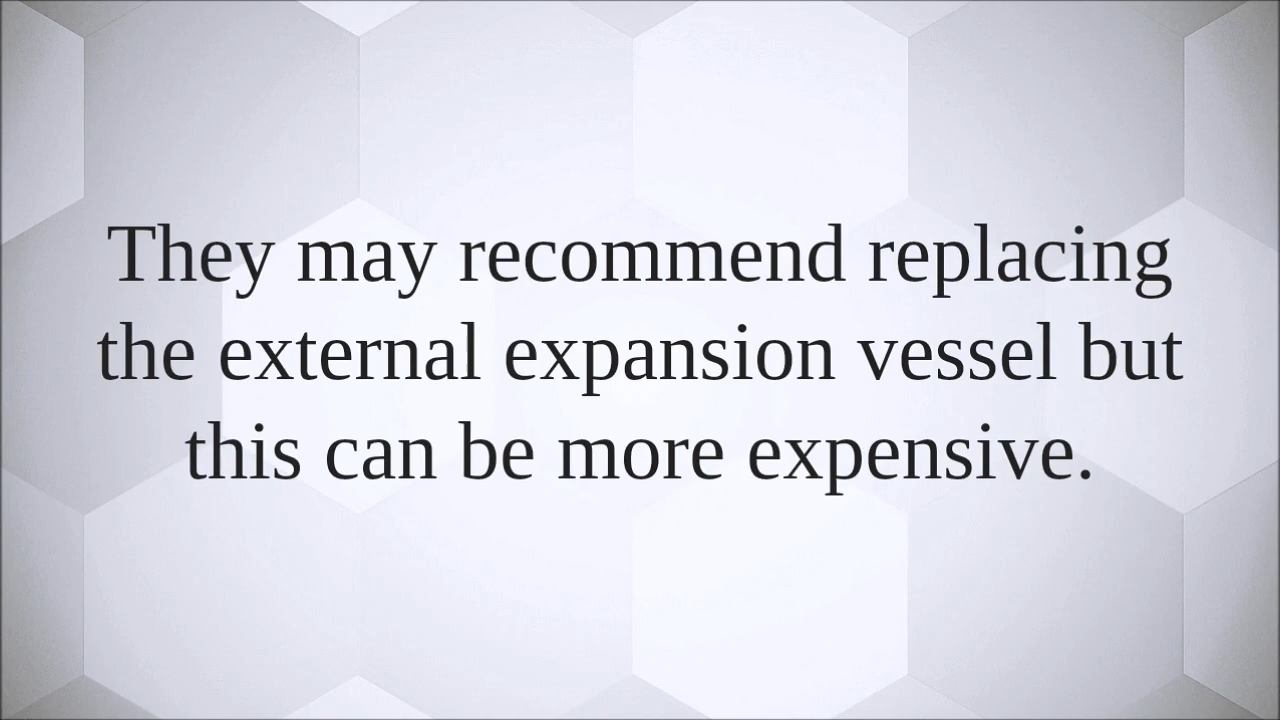 They may recommend replacing
the external expansion vessel but
this can be more expensive.